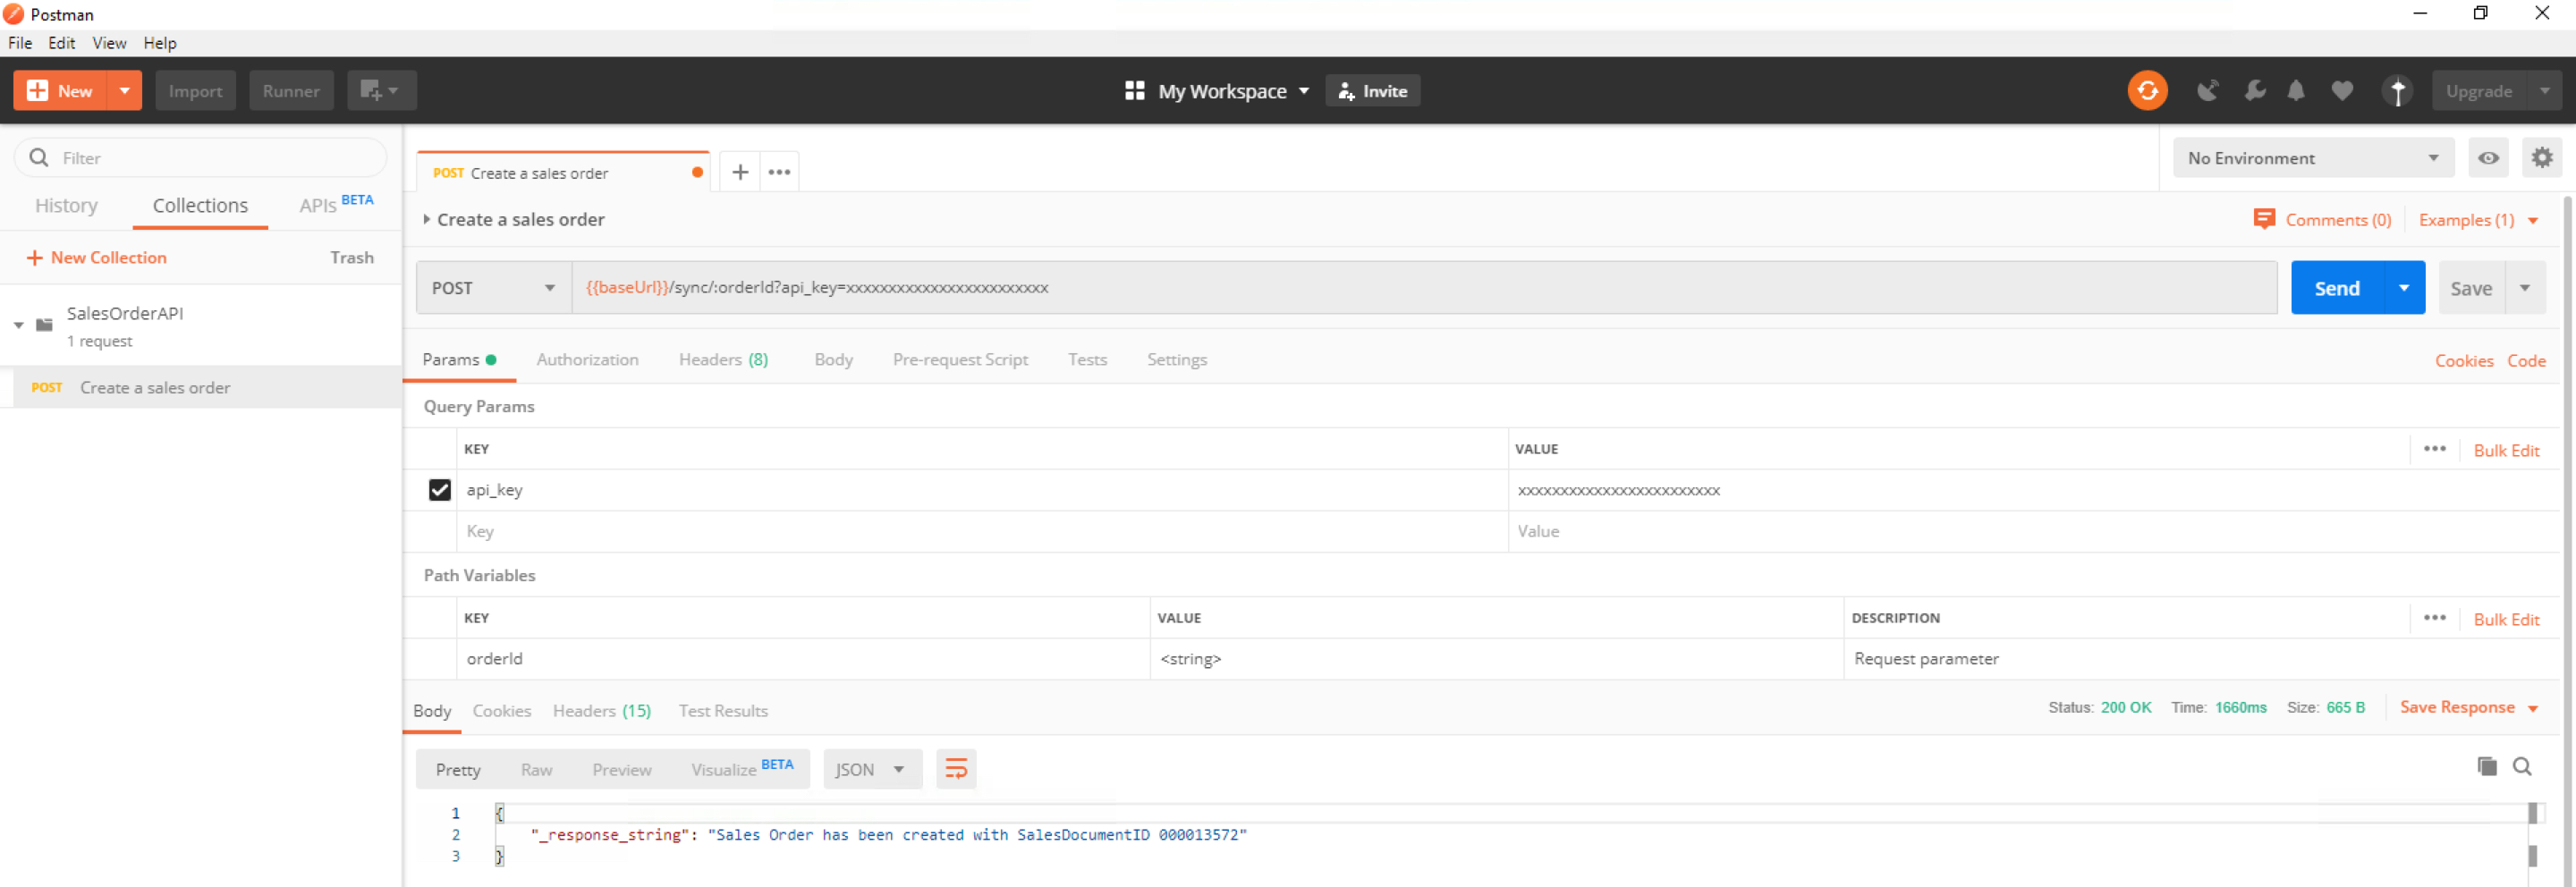 Postman
File Edit View Help
New Import Runner My Workspace Invite Upgrade
Filter
History Collections APIs BETA
New Collection Trash
SalesOrderAPI
1 request
POST Create a sales order
POST Create a sales order
No Environment
Create a sales order Comments (0) Examples (1)
POST {{baseUrl}}/sync/:orderId?api_key=xxxxxxxxxxxxxxxxxxxxxxxx Send Save
Params Authorization Headers (8) Body Pre-request Script Tests Settings Cookies Code
Query Params
KEY VALUE Bulk Edit
api_key xxxxxxxxxxxxxxxxxxxxxxxx
Key Value
Path Variables
KEY VALUE DESCRIPTION Bulk Edit
orderId <string> Request parameter
Body Cookies Headers (15) Test Results Status: 200 OK Time: 1660ms Size: 665 B Save Response
Pretty Raw Preview Visualize BETA JSON
1 {
2 "_response_string": "Sales Order has been created with SalesDocumentID 000013572"
3 }